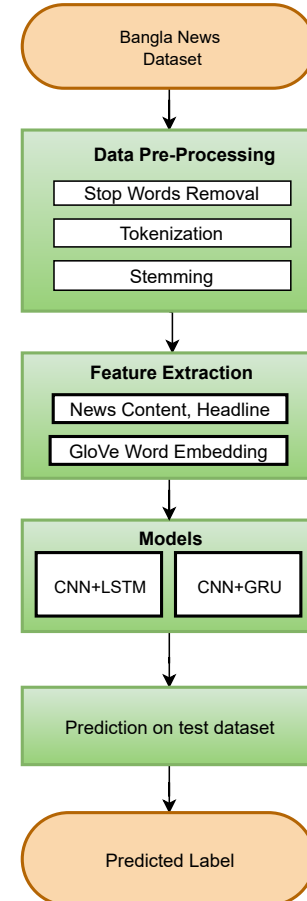 Bangla News
Dataset
Data Pre-Processing
Stop Words Removal
Tokenization
Stemming
Feature Extraction
News Content, Headline
GloVe Word Embedding
Models
CNN+LSTM CNN+GRU
Prediction on test dataset
Predicted Label